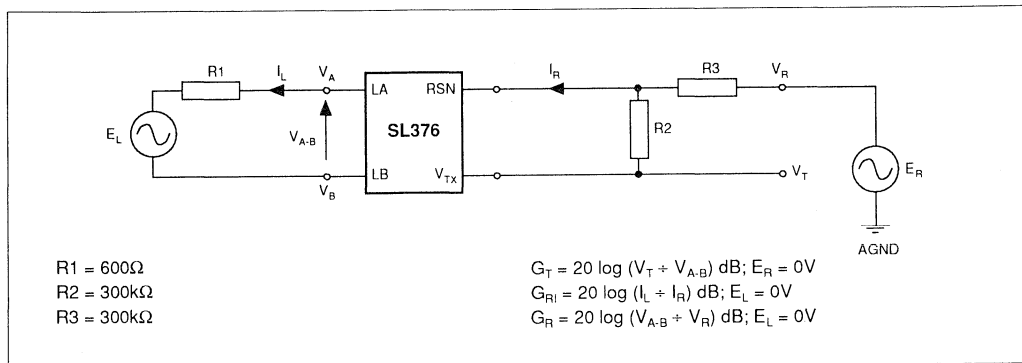 R1
I_L
V_A
LA
RSN
I_R
R3
V_R
E_L
V_A-B
SL376
R2
LB
V_TX
V_B
V_T
E_R
AGND
R1 = 600Ω
R2 = 300kΩ
R3 = 300kΩ
G_T = 20 log (V_T ÷ V_A-B) dB; E_R = 0V
G_RI = 20 log (I_L ÷ I_R) dB; E_L = 0V
G_R = 20 log (V_A-B ÷ V_R) dB; E_L = 0V